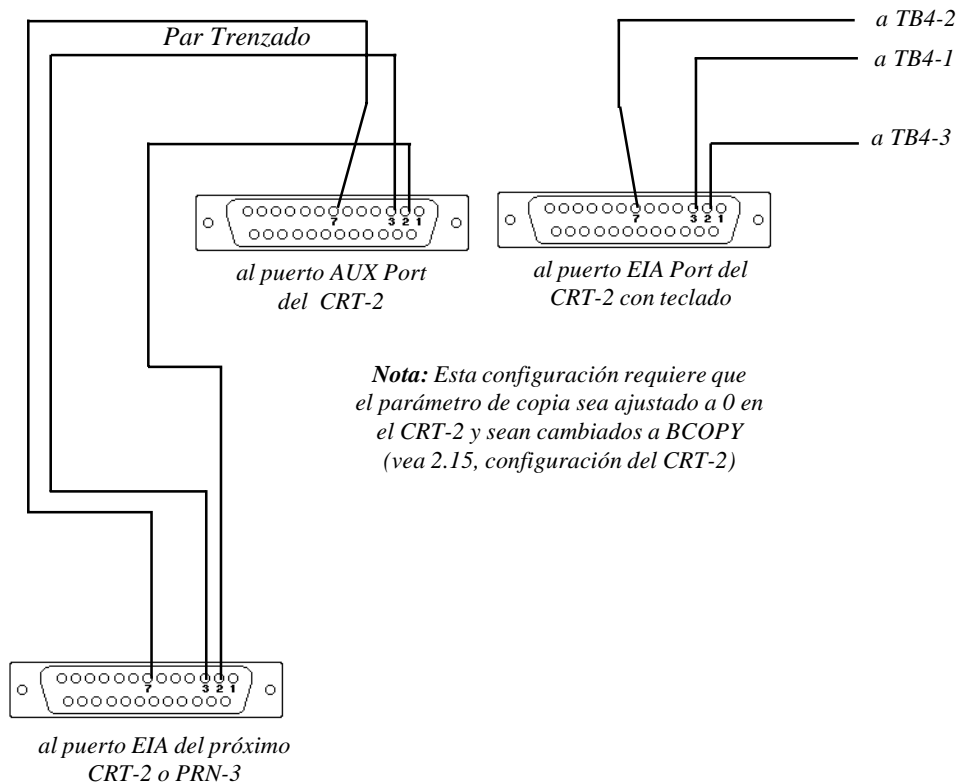 a TB4-2
Par Trenzado
a TB4-1
a TB4-3
7 3 2 1
7 3 2 1
al puerto AUX Port
del CRT-2
al puerto EIA Port del
CRT-2 con teclado
Nota: Esta configuración requiere que
el parámetro de copia sea ajustado a 0 en
el CRT-2 y sean cambiados a BCOPY
(vea 2.15, configuración del CRT-2)
7 3 2 1
al puerto EIA del próximo
CRT-2 o PRN-3